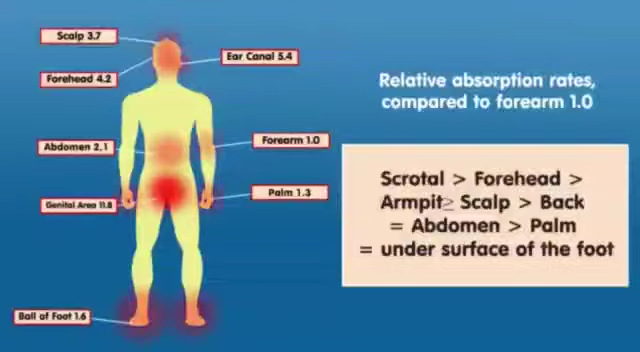 Scalp 3.7
Ear Canal 5.4
Forehead 4.2
Relative absorption rates,
compared to forearm 1.0
Abdomen 2.1
Forearm 1.0
Genital Area 11.8
Palm 1.3
Scrotal > Forehead >
Armpit≥ Scalp > Back
= Abdomen > Palm
= under surface of the foot
Ball of Foot 1.6